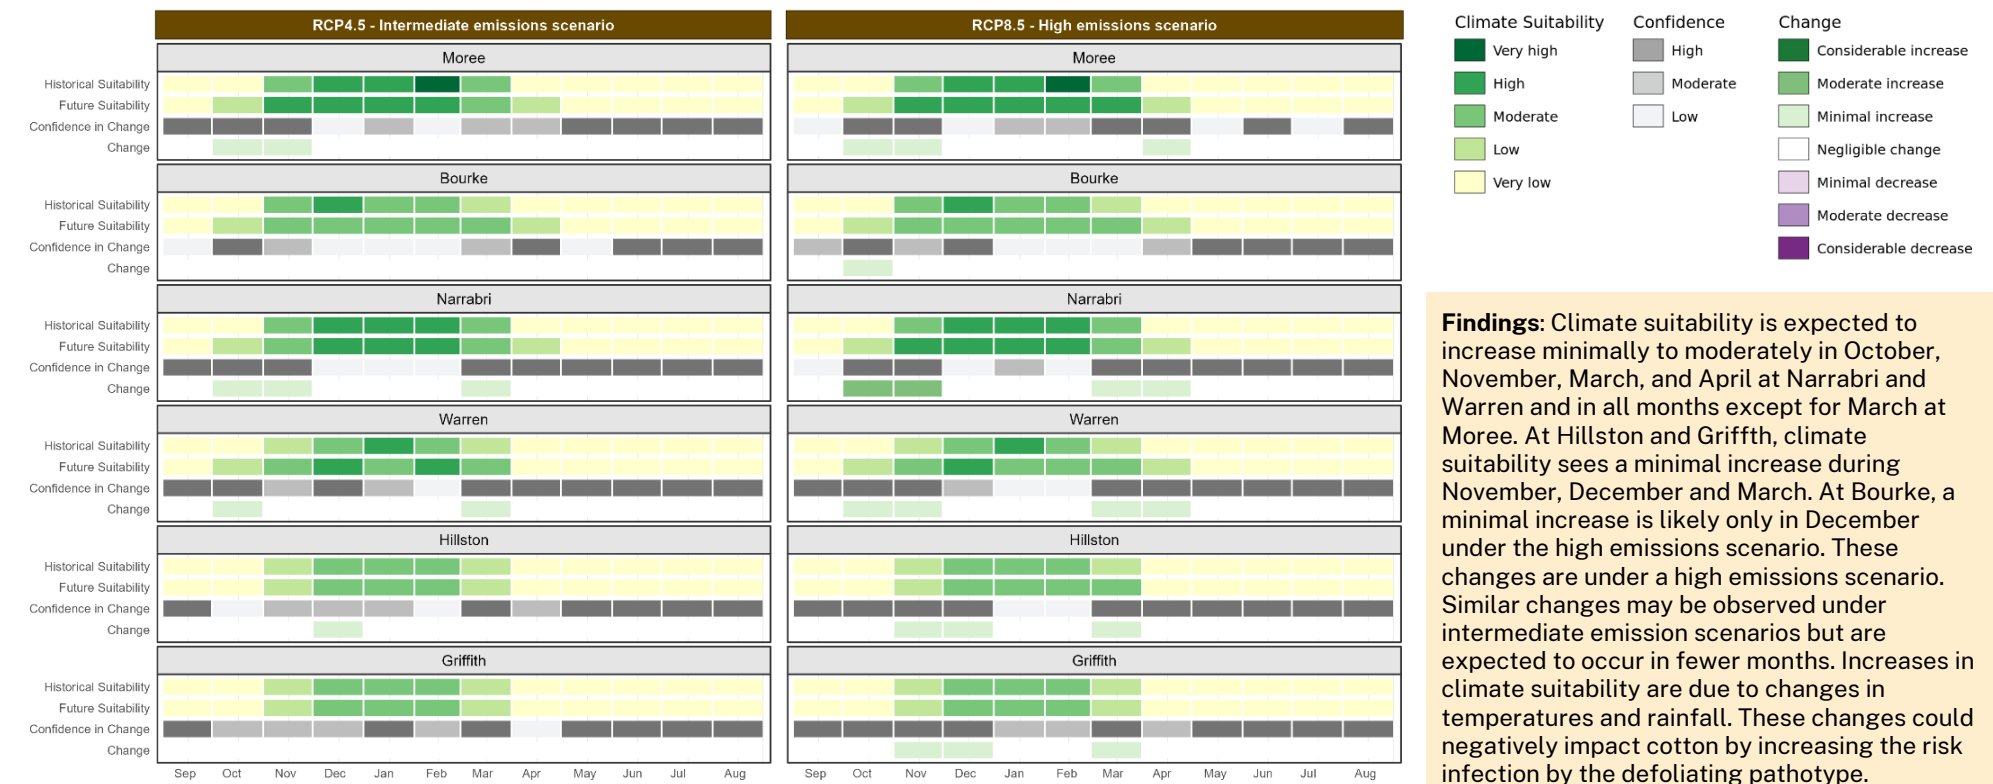 RCP4.5 - Intermediate emissions scenario
Moree
Historical Suitability
Future Suitability
Confidence in Change
Change
Bourke
Historical Suitability
Future Suitability
Confidence in Change
Change
Narrabri
Historical Suitability
Future Suitability
Confidence in Change
Change
Warren
Historical Suitability
Future Suitability
Confidence in Change
Change
Hillston
Historical Suitability
Future Suitability
Confidence in Change
Change
Griffith
Historical Suitability
Future Suitability
Confidence in Change
Change
Sep Oct Nov Dec Jan Feb Mar Apr May Jun Jul Aug
RCP8.5 - High emissions scenario
Moree
Bourke
Narrabri
Warren
Hillston
Griffith
Sep Oct Nov Dec Jan Feb Mar Apr May Jun Jul Aug
Climate Suitability
Very high
High
Moderate
Low
Very low
Confidence
High
Moderate
Low
Change
Considerable increase
Moderate increase
Minimal increase
Negligible change
Minimal decrease
Moderate decrease
Considerable decrease
Findings: Climate suitability is expected to
increase minimally to moderately in October,
November, March, and April at Narrabri and
Warren and in all months except for March at
Moree. At Hillston and Griffth, climate
suitability sees a minimal increase during
November, December and March. At Bourke, a
minimal increase is likely only in December
under the high emissions scenario. These
changes are under a high emissions scenario.
Similar changes may be observed under
intermediate emission scenarios but are
expected to occur in fewer months. Increases in
climate suitability are due to changes in
temperatures and rainfall. These changes could
negatively impact cotton by increasing the risk
infection by the defoliating pathotype.